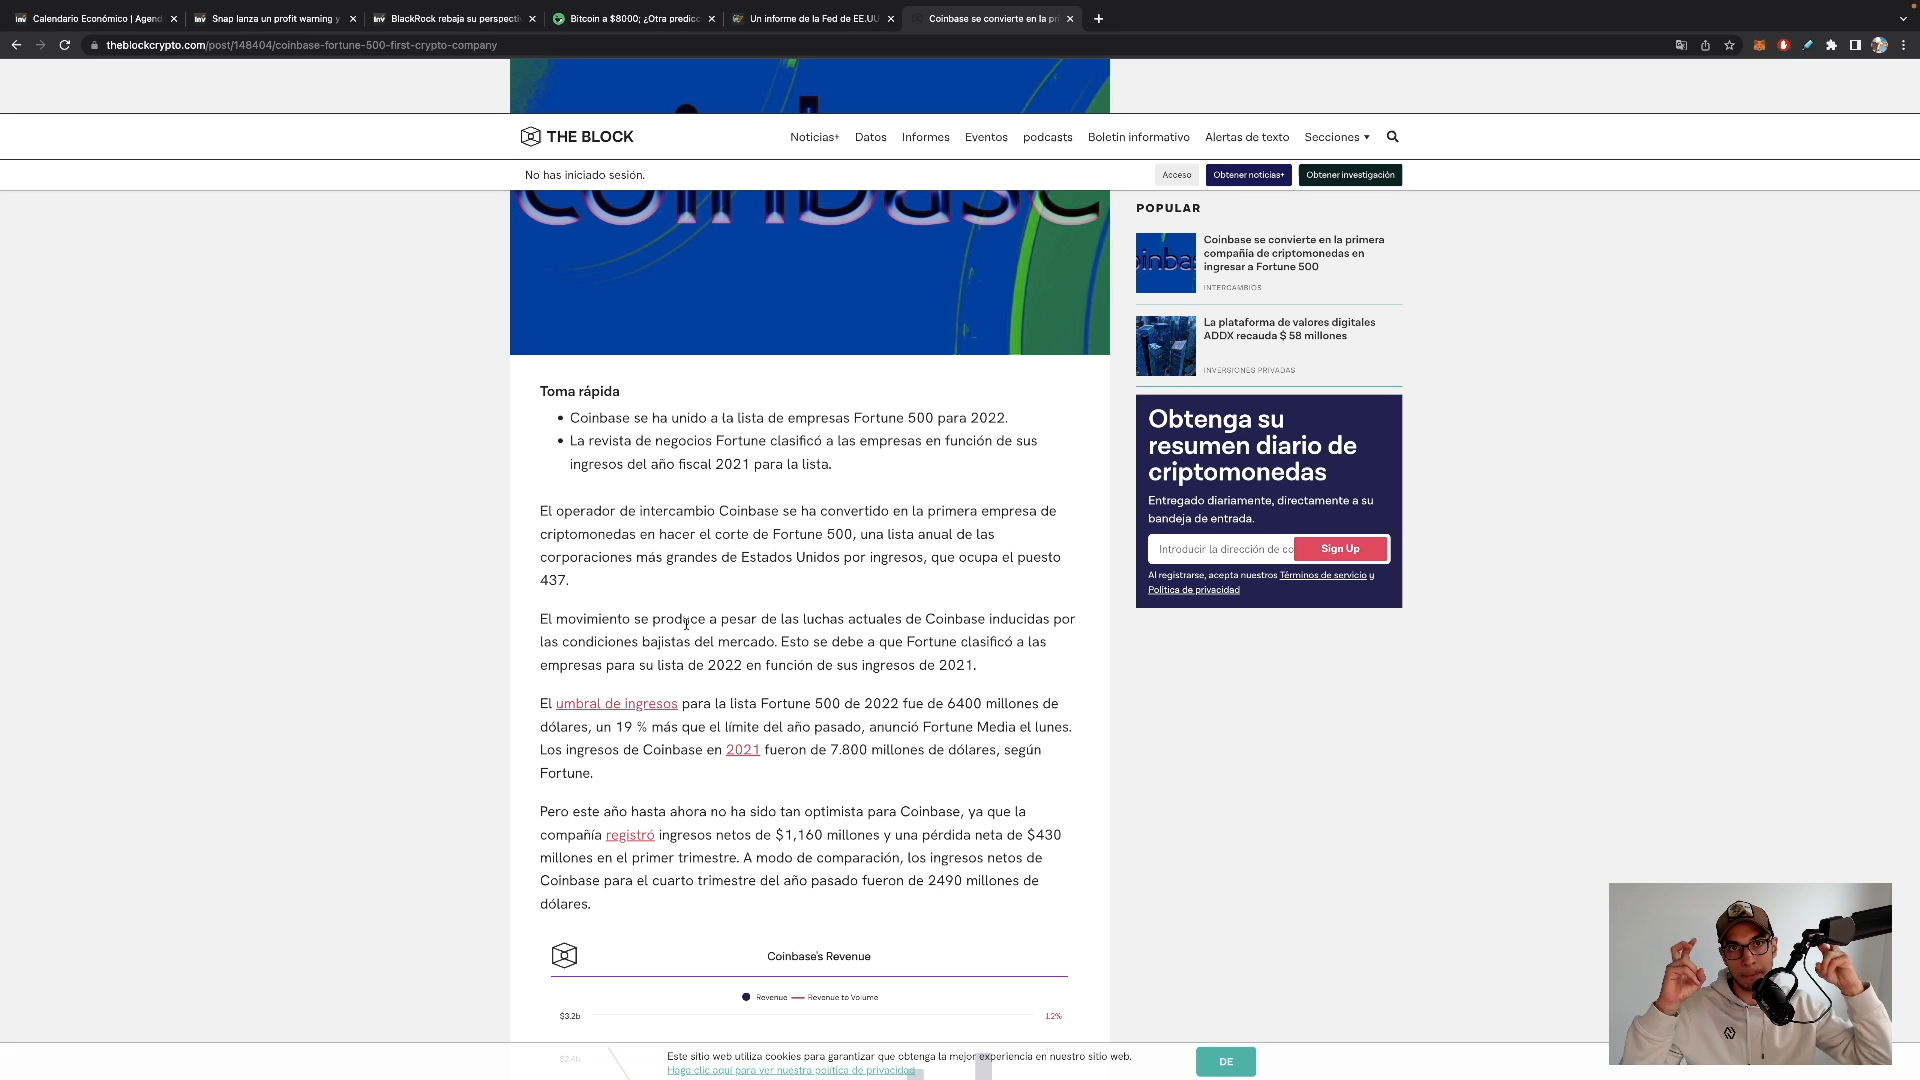 Calendario Económico | Agend
Snap lanza un profit warning y
BlackRock rebaja su perspectiv
Bitcoin a $8000; ¿Otra predicc
Un informe de la Fed de EE.UU
Coinbase se convierte en la pri
theblockcrypto.com/post/148404/coinbase-fortune-500-first-crypto-company
THE BLOCK
Noticias+
Datos
Informes
Eventos
podcasts
Boletin informativo
Alertas de texto
Secciones
No has iniciado sesión.
Acceso
Obtener noticias+
Obtener investigación
coinbase
Toma rápida
• Coinbase se ha unido a la lista de empresas Fortune 500 para 2022.
• La revista de negocios Fortune clasificó a las empresas en función de sus
ingresos del año fiscal 2021 para la lista.
El operador de intercambio Coinbase se ha convertido en la primera empresa de
criptomonedas en hacer el corte de Fortune 500, una lista anual de las
corporaciones más grandes de Estados Unidos por ingresos, que ocupa el puesto
437.
El movimiento se produce a pesar de las luchas actuales de Coinbase inducidas por
las condiciones bajistas del mercado. Esto se debe a que Fortune clasificó a las
empresas para su lista de 2022 en función de sus ingresos de 2021.
El umbral de ingresos para la lista Fortune 500 de 2022 fue de 6400 millones de
dólares, un 19 % más que el límite del año pasado, anunció Fortune Media el lunes.
Los ingresos de Coinbase en 2021 fueron de 7.800 millones de dólares, según
Fortune.
Pero este año hasta ahora no ha sido tan optimista para Coinbase, ya que la
compañía registró ingresos netos de $1,160 millones y una pérdida neta de $430
millones en el primer trimestre. A modo de comparación, los ingresos netos de
Coinbase para el cuarto trimestre del año pasado fueron de 2490 millones de
dólares.
Coinbase's Revenue
Revenue
Revenue to Volume
$3.2b
1.2%
$2.4b
POPULAR
Coinbase se convierte en la primera
compañía de criptomonedas en
ingresar a Fortune 500
INTERCAMBIOS
La plataforma de valores digitales
ADDX recauda $ 58 millones
INVERSIONES PRIVADAS
Obtenga su
resumen diario de
criptomonedas
Entregado diariamente, directamente a su
bandeja de entrada.
Introducir la dirección de co
Sign Up
Al registrarse, acepta nuestros Términos de servicio y
Política de privacidad
Este sitio web utiliza cookies para garantizar que obtenga la mejor experiencia en nuestro sitio web.
Haga clic aquí para ver nuestra política de privacidad
DE